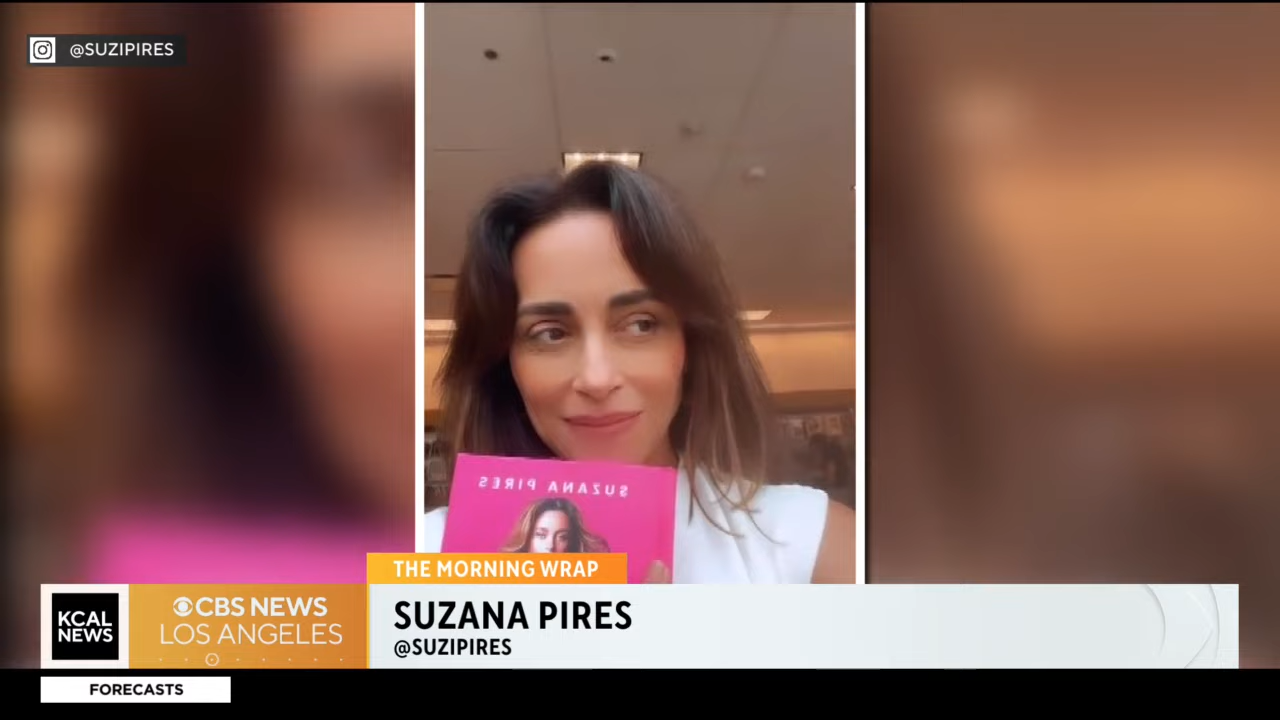 @SUZIPIRES
SUZANA PIRES
THE MORNING WRAP
KCAL
NEWS
CBS NEWS
LOS ANGELES
SUZANA PIRES
@SUZIPIRES
FORECASTS